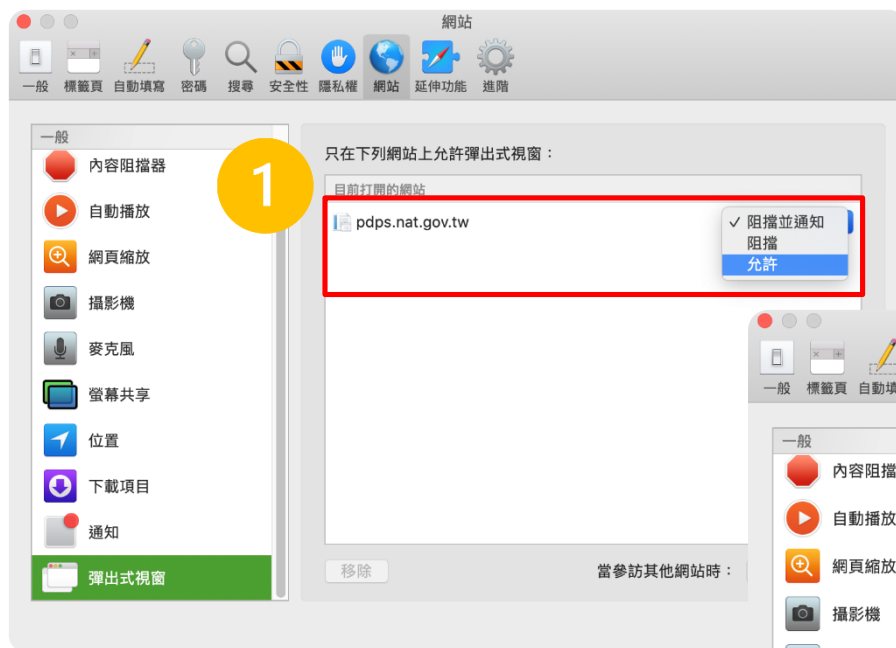 網站
一般 標籤頁 自動填寫 密碼 搜尋 安全性 隱私權 網站 延伸功能 進階
一般
內容阻擋器
自動播放
網頁縮放
攝影機
麥克風
螢幕共享
位置
下載項目
通知
彈出式視窗
1
只在下列網站上允許彈出式視窗：
目前打開的網站
pdps.nat.gov.tw
✓ 阻擋並通知
阻擋
允許
移除
當參訪其他網站時：
一般 標籤頁 自動填
一般
內容阻擋
自動播放
網頁縮放
攝影機